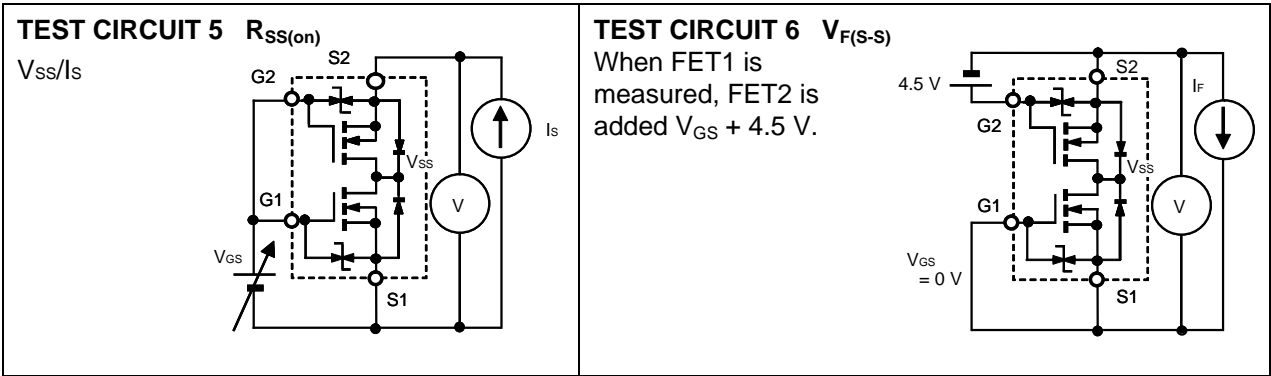 TEST CIRCUIT 5 RSS(on)
VSS/IS
S2
G2
IS
VSS
G1
V
VGS
S1
TEST CIRCUIT 6 VF(S-S)
When FET1 is
measured, FET2 is
added VGS + 4.5 V.
S2
4.5 V
IF
G2
VSS
G1
V
VGS
= 0 V
S1